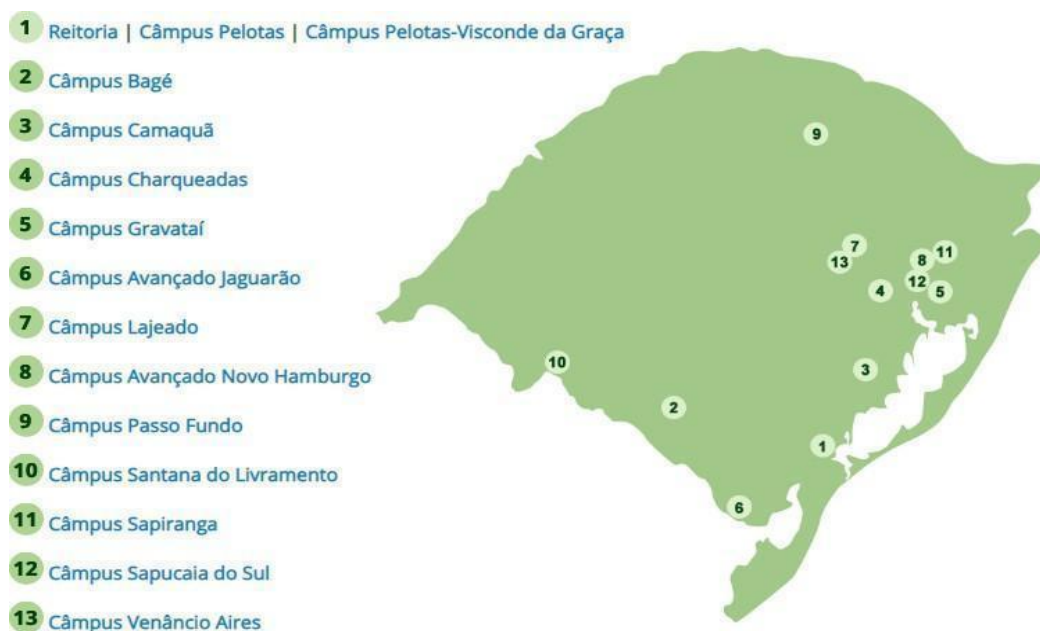 1 Reitoria | Câmpus Pelotas | Câmpus Pelotas-Visconde da Graça
2 Câmpus Bagé
3 Câmpus Camaquã
4 Câmpus Charqueadas
5 Câmpus Gravataí
6 Câmpus Avançado Jaguarão
7 Câmpus Lajeado
8 Câmpus Avançado Novo Hamburgo
9 Câmpus Passo Fundo
10 Câmpus Santana do Livramento
11 Câmpus Sapiranga
12 Câmpus Sapucaia do Sul
13 Câmpus Venâncio Aires
9
7
11
8
13
12
4
5
10
3
2
1
6